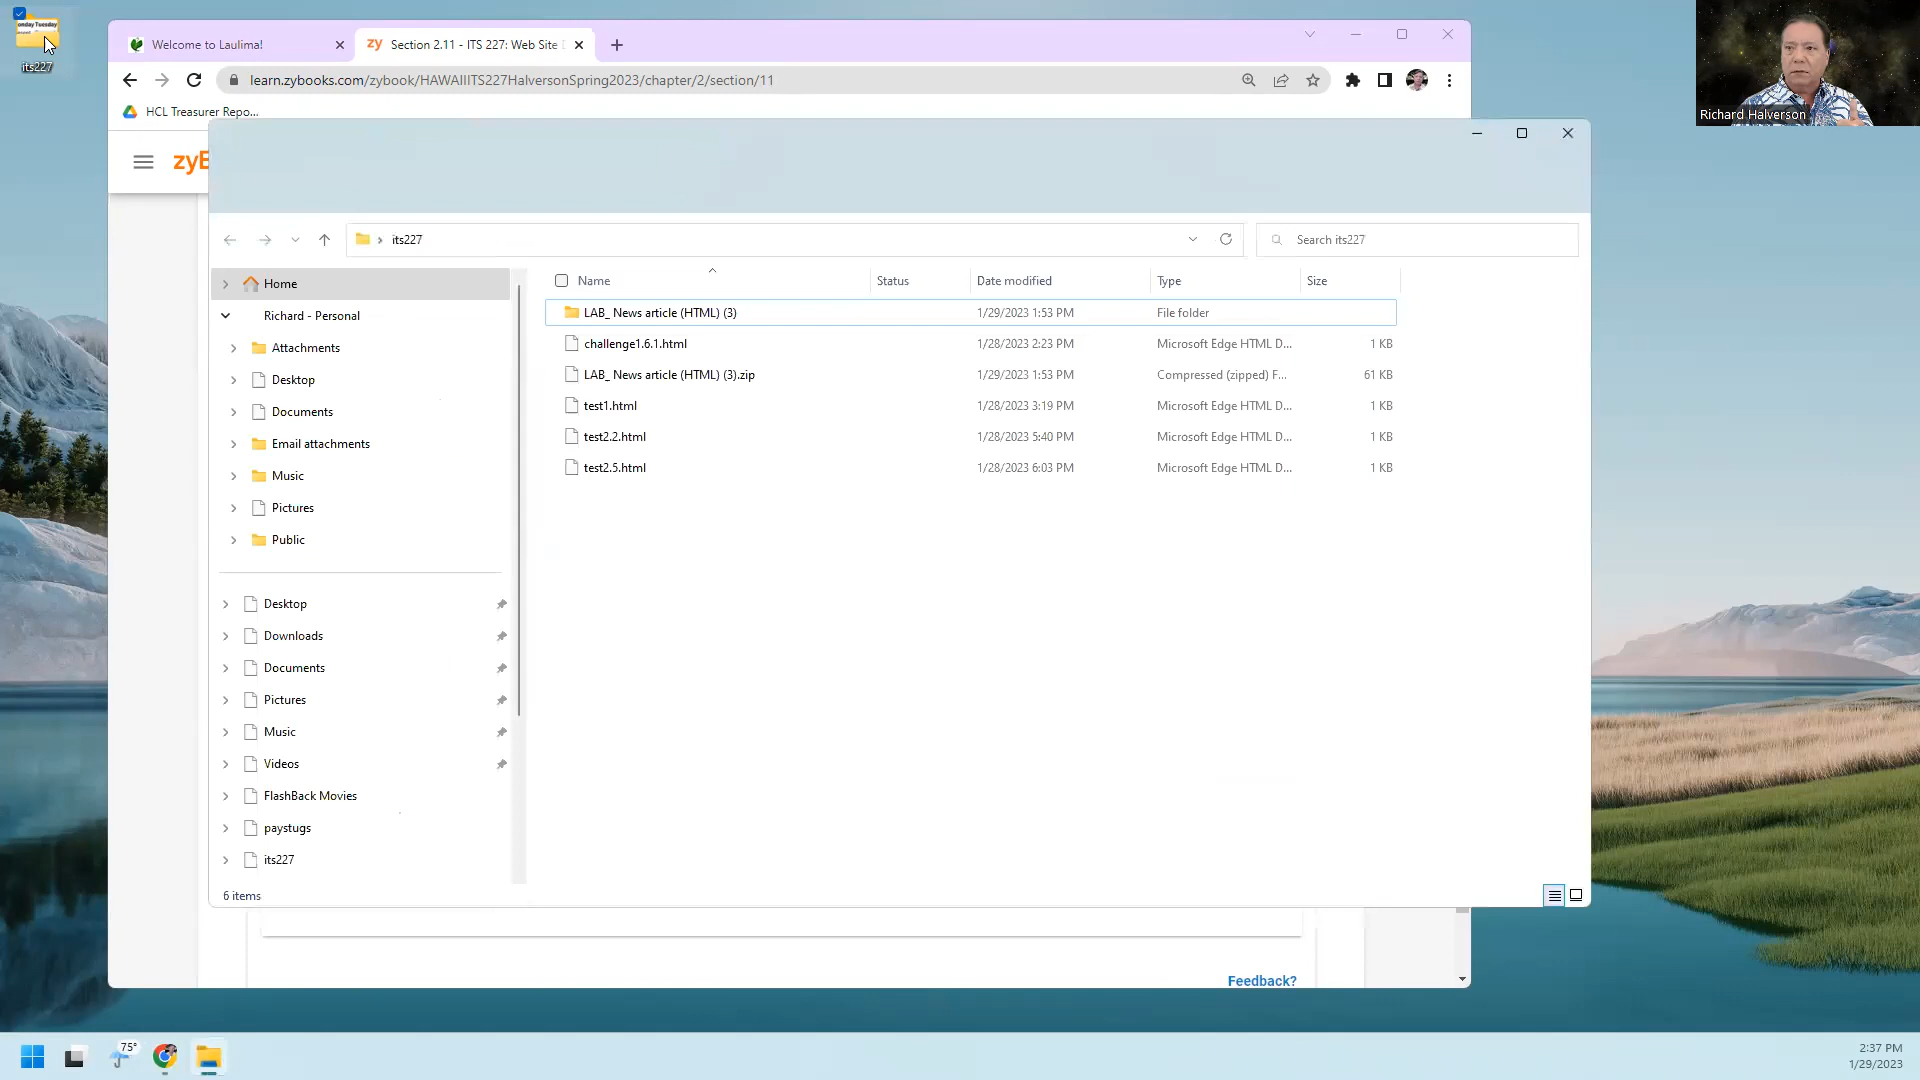 its227
Welcome to Laulima!
zy Section 2.11 - ITS 227: Web Site
learn.zybooks.com/zybook/HAWAIIITS227HalversonSpring2023/chapter/2/section/11
HCL Treasurer Repo...
Richard Halverson
its227
Search its227
Name Status Date modified Type Size
Home
Richard - Personal
Attachments
Desktop
Documents
Email attachments
Music
Pictures
Public
Desktop
Downloads
Documents
Pictures
Music
Videos
FlashBack Movies
paystugs
its227
LAB_ News article (HTML) (3) 1/29/2023 1:53 PM File folder
challenge1.6.1.html 1/28/2023 2:23 PM Microsoft Edge HTML D... 1 KB
LAB_ News article (HTML) (3).zip 1/29/2023 1:53 PM Compressed (zipped) F... 61 KB
test1.html 1/28/2023 3:19 PM Microsoft Edge HTML D... 1 KB
test2.2.html 1/28/2023 5:40 PM Microsoft Edge HTML D... 1 KB
test2.5.html 1/28/2023 6:03 PM Microsoft Edge HTML D... 1 KB
6 items
Feedback?
75°
2:37 PM
1/29/2023